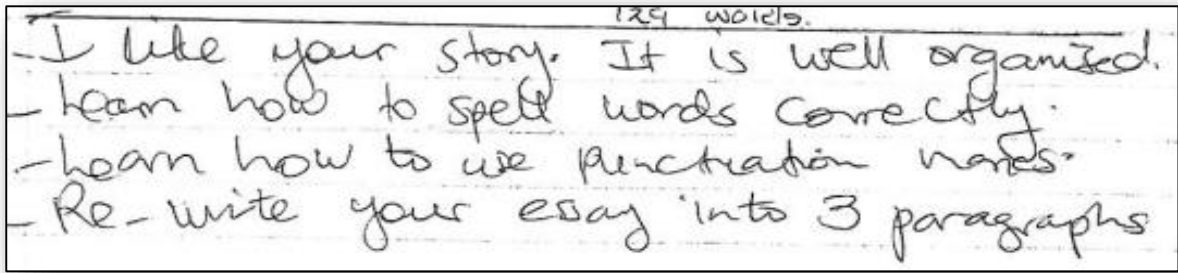 129 words.
- I like your story. It is well organised.
- Learn how to spell words correctly.
- Learn how to use punctuation marks.
- Re-write your essay into 3 paragraphs